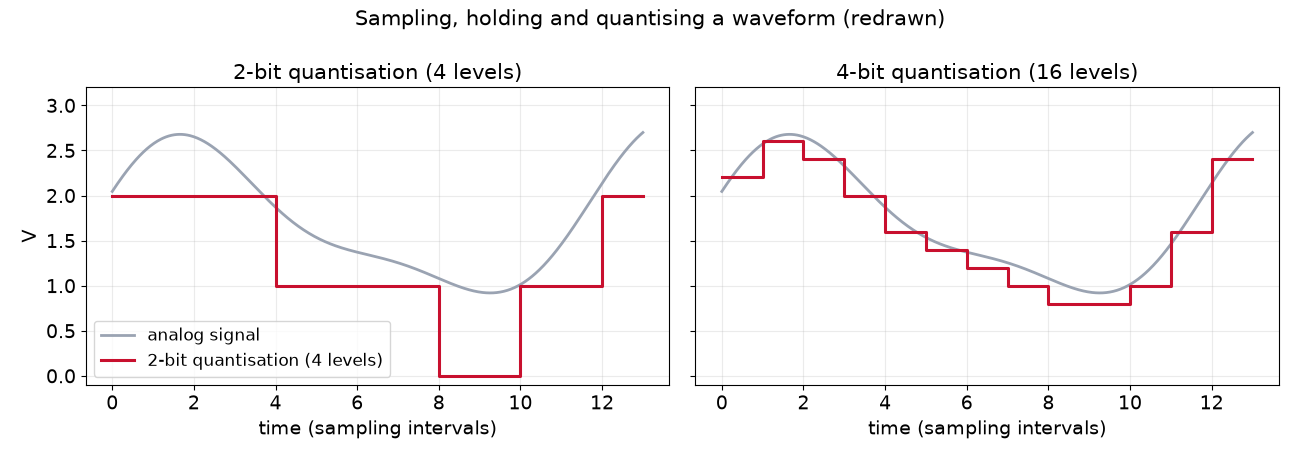 Sampling, holding and quantising a waveform (redrawn)
2-bit quantisation (4 levels)
V
3.0
2.5
2.0
1.5
1.0
0.5
0.0
analog signal
2-bit quantisation (4 levels)
0 2 4 6 8 10 12
time (sampling intervals)
4-bit quantisation (16 levels)
0 2 4 6 8 10 12
time (sampling intervals)